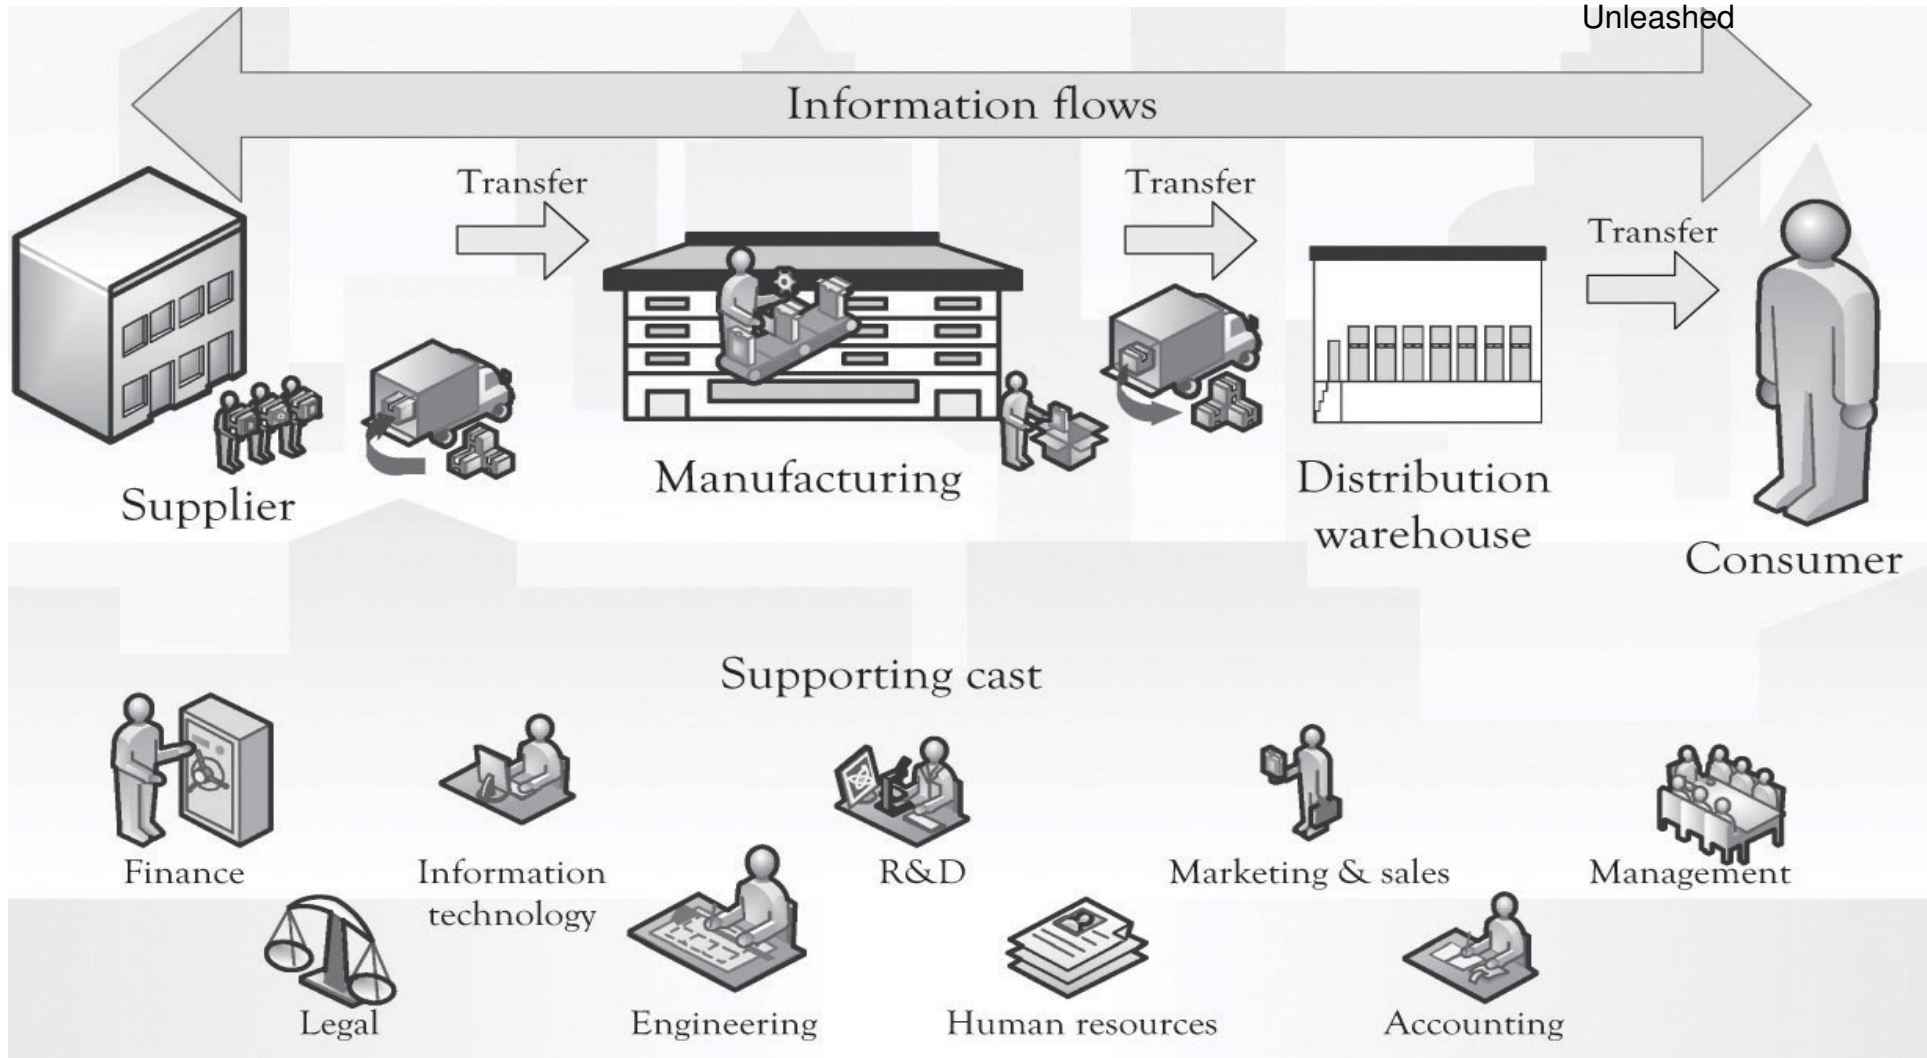 Unleashed
Information flows
Transfer
Transfer
Transfer
Supplier
Manufacturing
Distribution
warehouse
Consumer
Supporting cast
Finance
Information
technology
R&D
Marketing & sales
Management
Legal
Engineering
Human resources
Accounting